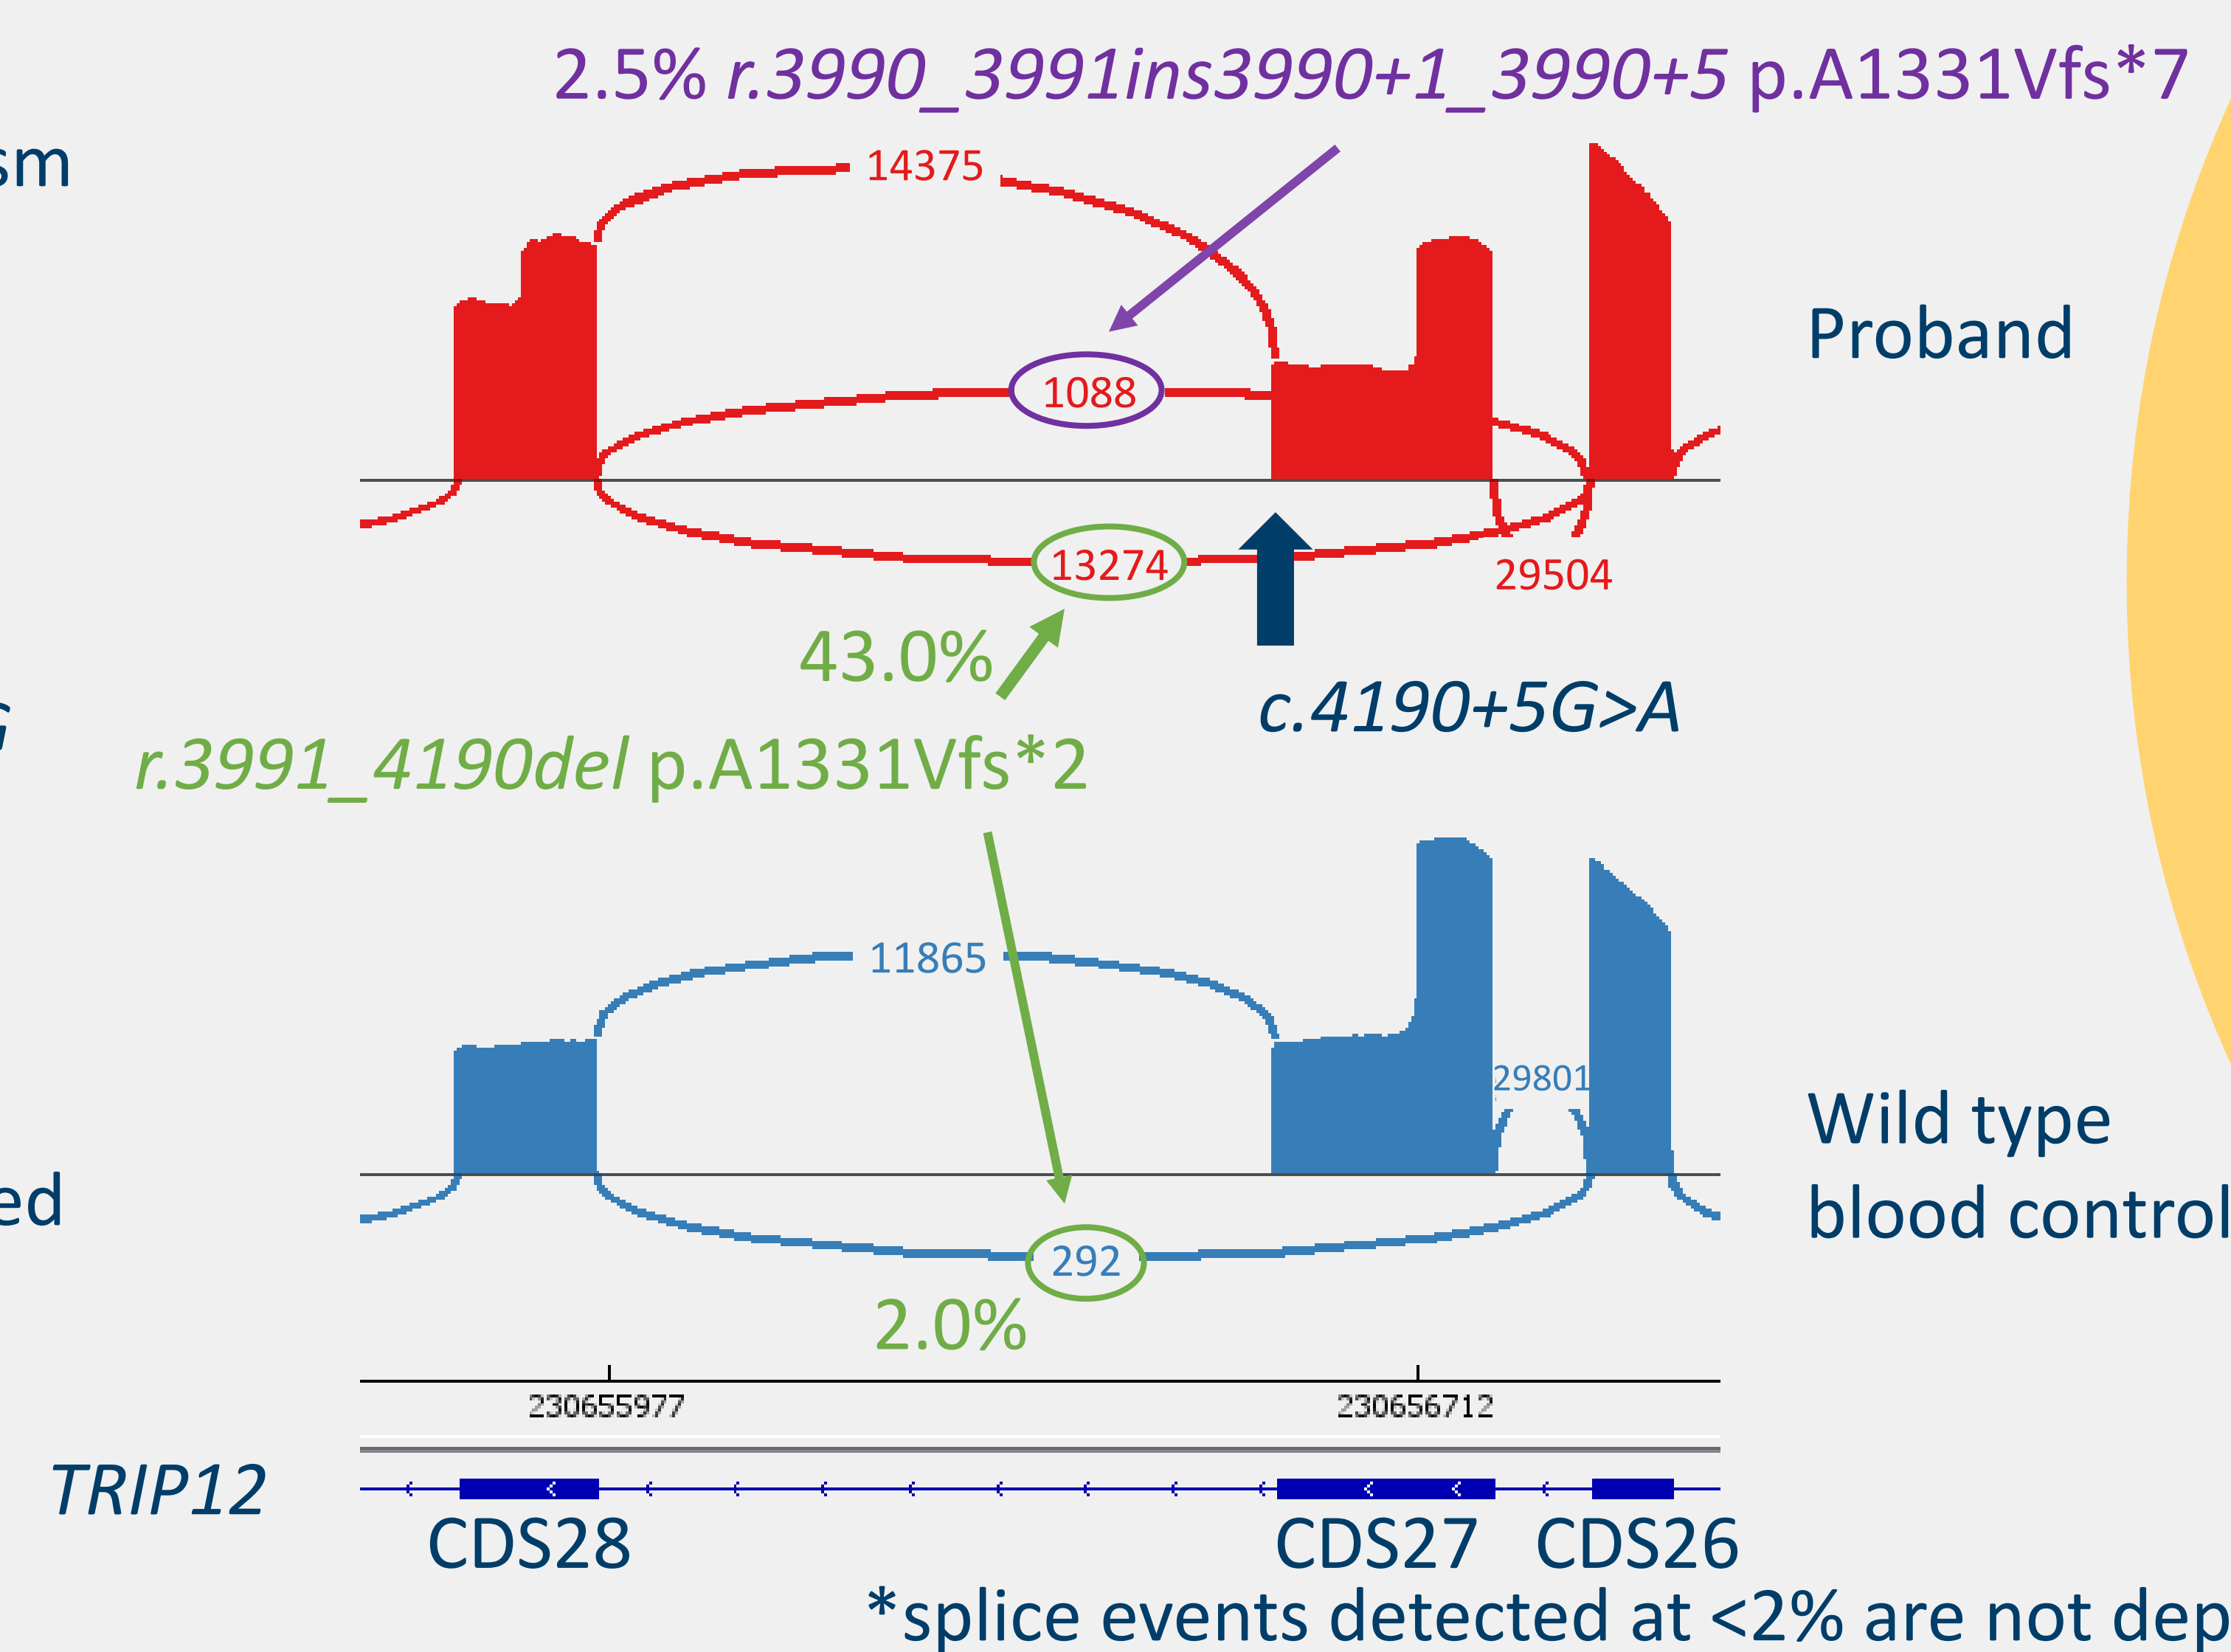 2.5% r.3990_3991ins3990+1_3990+5 p.A1331Vfs*7
sm
14375
1088
Proband
13274
29504
43.0%
c.4190+5G>A
r.3991_4190del p.A1331Vfs*2
11865
29801
Wild type
blood control
ed
292
2.0%
230655977
230656712
TRIP12
CDS28
CDS27
CDS26
*splice events detected at <2% are not dep